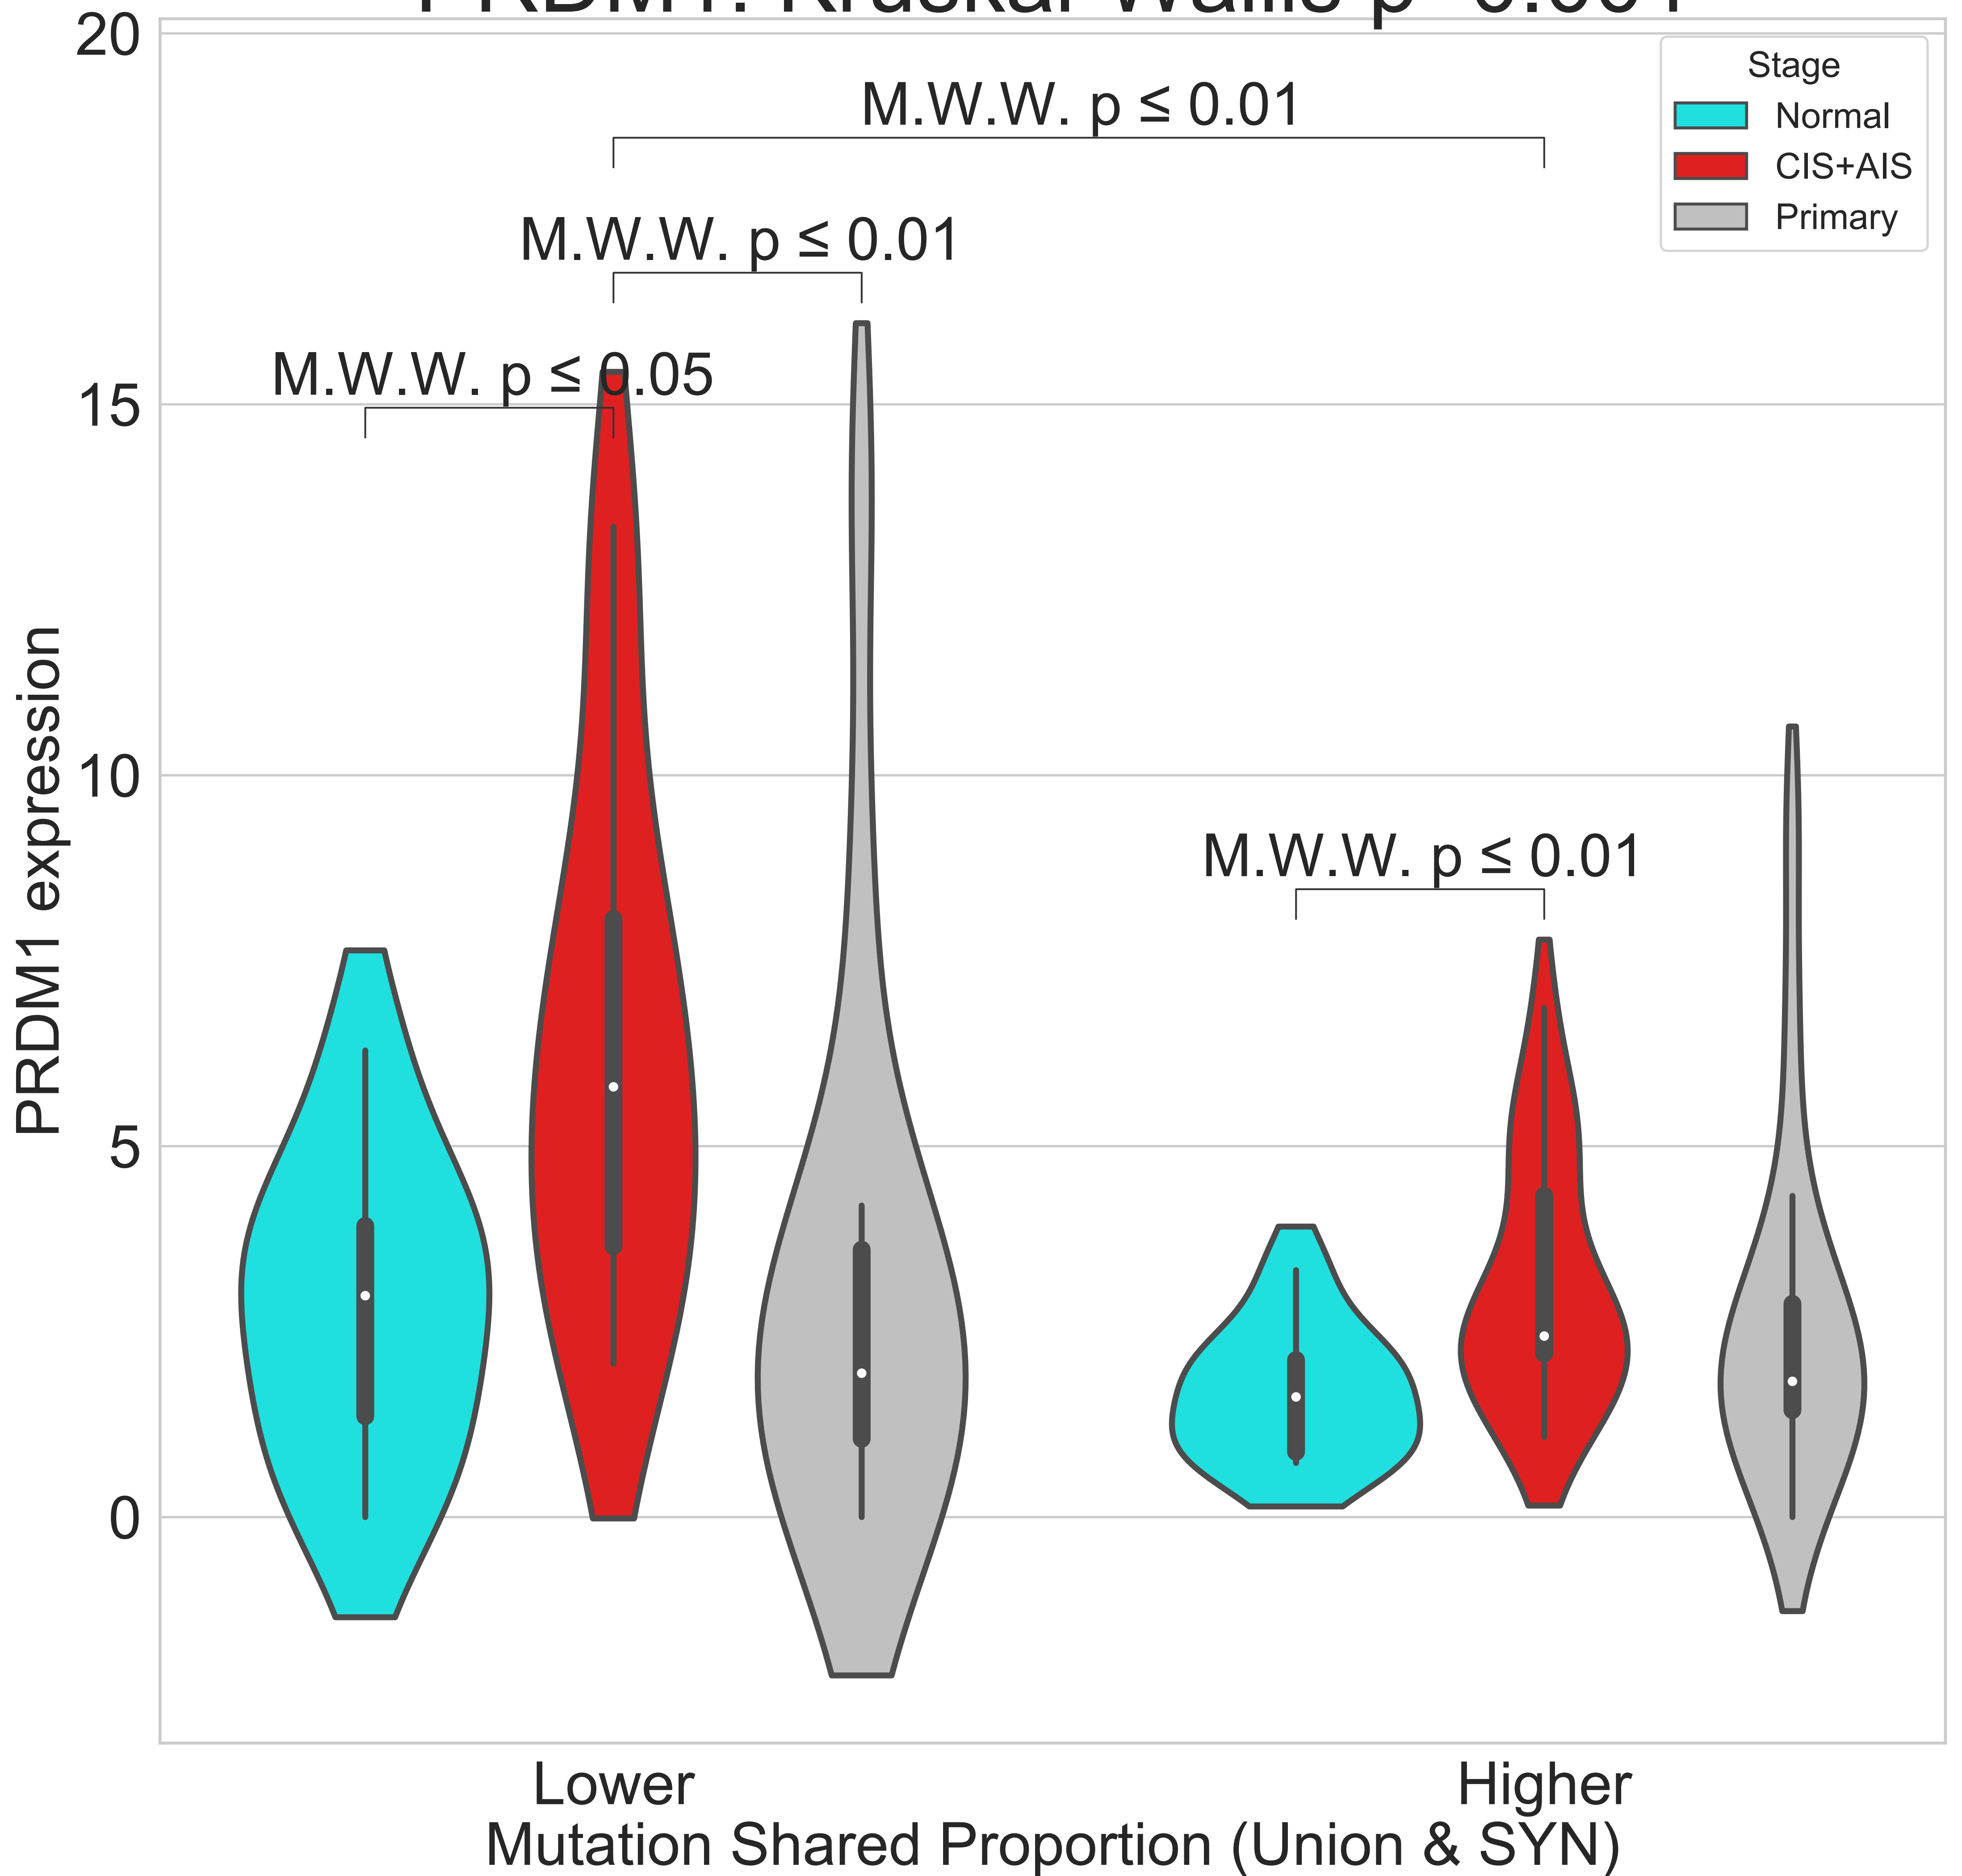 20
Stage
Normal
CIS+AIS
Primary
M.W.W. p ≤ 0.01
M.W.W. p ≤ 0.01
M.W.W. p ≤ 0.05
15
10
M.W.W. p ≤ 0.01
PRDM1 expression
5
0
Lower
Higher
Mutation Shared Proportion (Union & SYN)